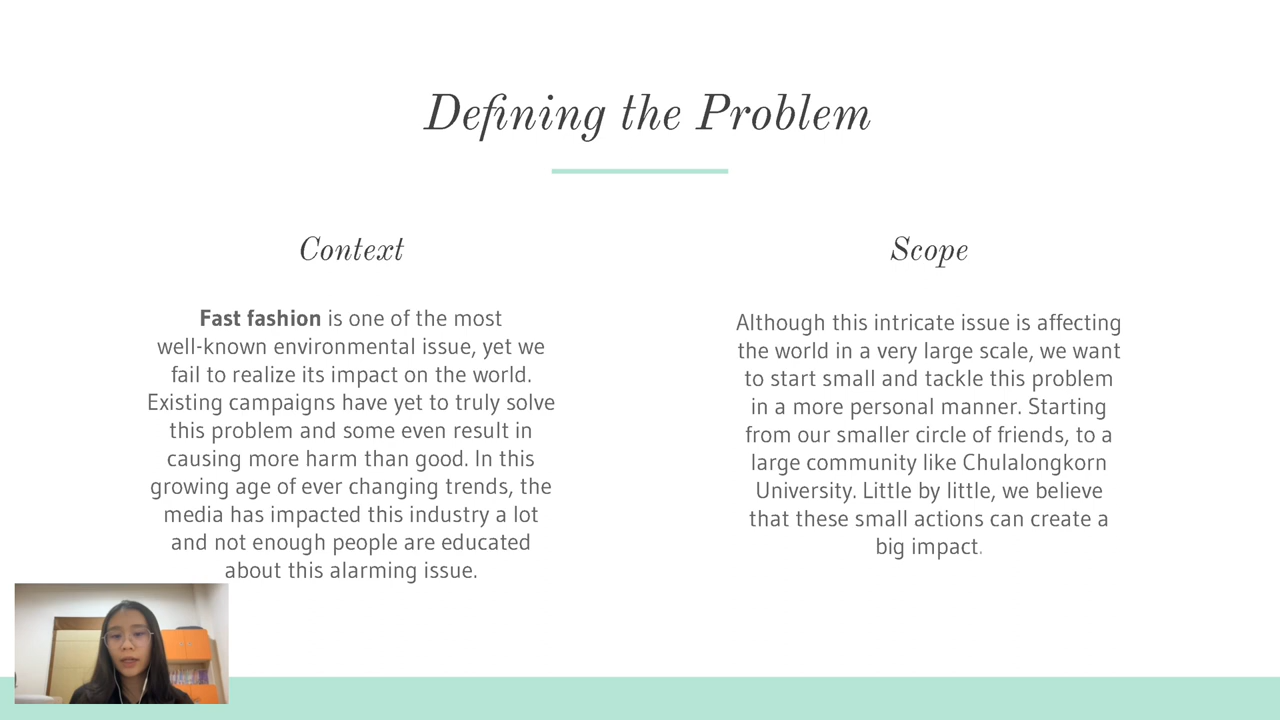 Defining the Problem
Context
Fast fashion is one of the most
well-known environmental issue, yet we
fail to realize its impact on the world.
Existing campaigns have yet to truly solve
this problem and some even result in
causing more harm than good. In this
growing age of ever changing trends, the
media has impacted this industry a lot
and not enough people are educated
about this alarming issue.
Scope
Although this intricate issue is affecting
the world in a very large scale, we want
to start small and tackle this problem
in a more personal manner. Starting
from our smaller circle of friends, to a
large community like Chulalongkorn
University. Little by little, we believe
that these small actions can create a
big impact.